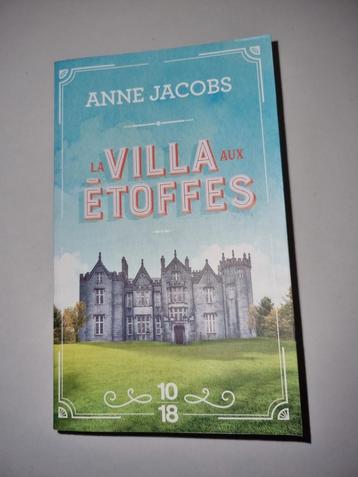 ANNE JACOBS
LA VILLA AUX
ÉTOFFES
10
18